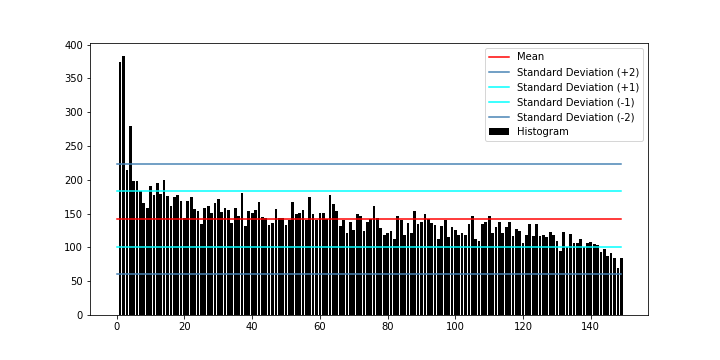 400
350
300
250
200
150
100
50
0
0 20 40 60 80 100 120 140
Mean
Standard Deviation (+2)
Standard Deviation (+1)
Standard Deviation (-1)
Standard Deviation (-2)
Histogram